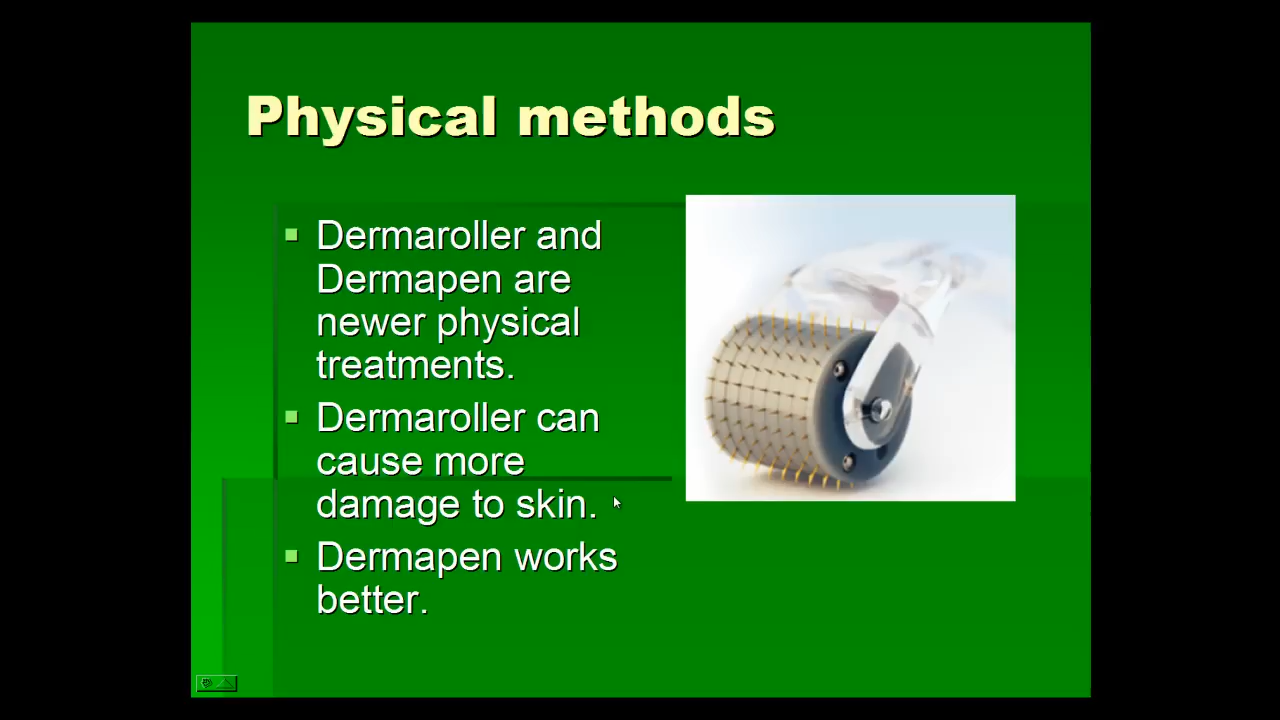 Physical methods
Dermaroller and
Dermapen are
newer physical
treatments.
Dermaroller can
cause more
damage to skin.
Dermapen works
better.